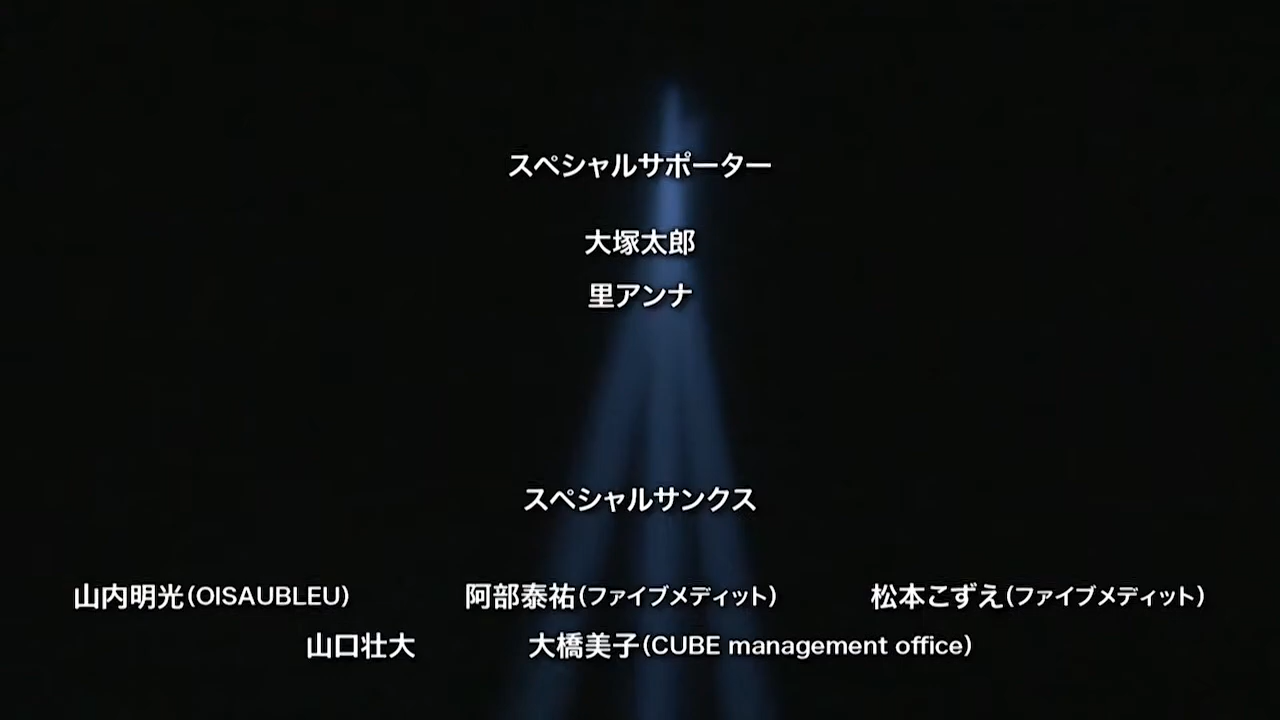 スペシャルサポーター
大塚太郎
里アンナ
スペシャルサンクス
山内明光(OISAUBLEU) 阿部泰祐(ファイブメディット) 松本こずえ(ファイブメディット)
山口壮大 大橋美子(CUBE management office)